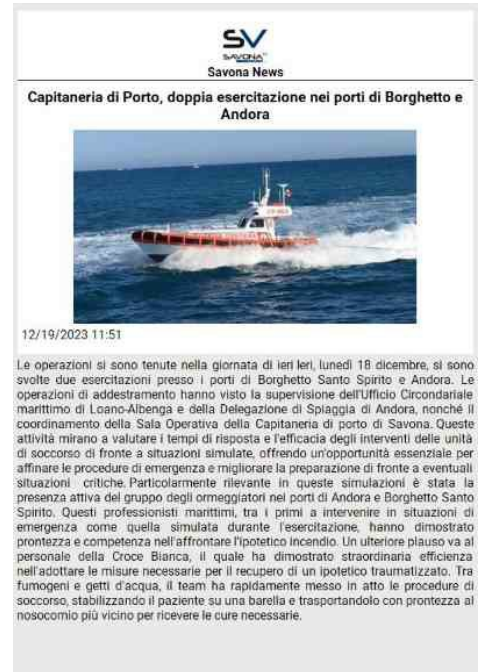 SV
SAVONA
Savona News
Capitaneria di Porto, doppia esercitazione nei porti di Borghetto e
Andora
12/19/2023 11:51
Le operazioni si sono tenute nella giornata di ieri Ieri, lunedì 18 dicembre, si sono
svolte due esercitazioni presso i porti di Borghetto Santo Spirito e Andora. Le
operazioni di addestramento hanno visto la supervisione dell'Ufficio Circondariale
marittimo di Loano-Albenga e della Delegazione di Spiaggia di Andora, nonché il
coordinamento della Sala Operativa della Capitaneria di porto di Savona. Queste
attività mirano a valutare i tempi di risposta e l'efficacia degli interventi delle unità
di soccorso di fronte a situazioni simulate, offrendo un'opportunità essenziale per
affinare le procedure di emergenza e migliorare la preparazione di fronte a eventuali
situazioni critiche. Particolarmente rilevante in queste simulazioni è stata la
presenza attiva del gruppo degli ormeggiatori nei porti di Andora e Borghetto Santo
Spirito. Questi professionisti marittimi, tra i primi a intervenire in situazioni di
emergenza come quella simulata durante l'esercitazione, hanno dimostrato
prontezza e competenza nell'affrontare l'ipotetico incendio. Un ulteriore plauso va al
personale della Croce Bianca, il quale ha dimostrato straordinaria efficienza
nell'adottare le misure necessarie per il recupero di un ipotetico traumatizzato. Tra
fumogeni e getti d'acqua, il team ha rapidamente messo in atto le procedure di
soccorso, stabilizzando il paziente su una barella e trasportandolo con prontezza al
nosocomio più vicino per ricevere le cure necessarie.